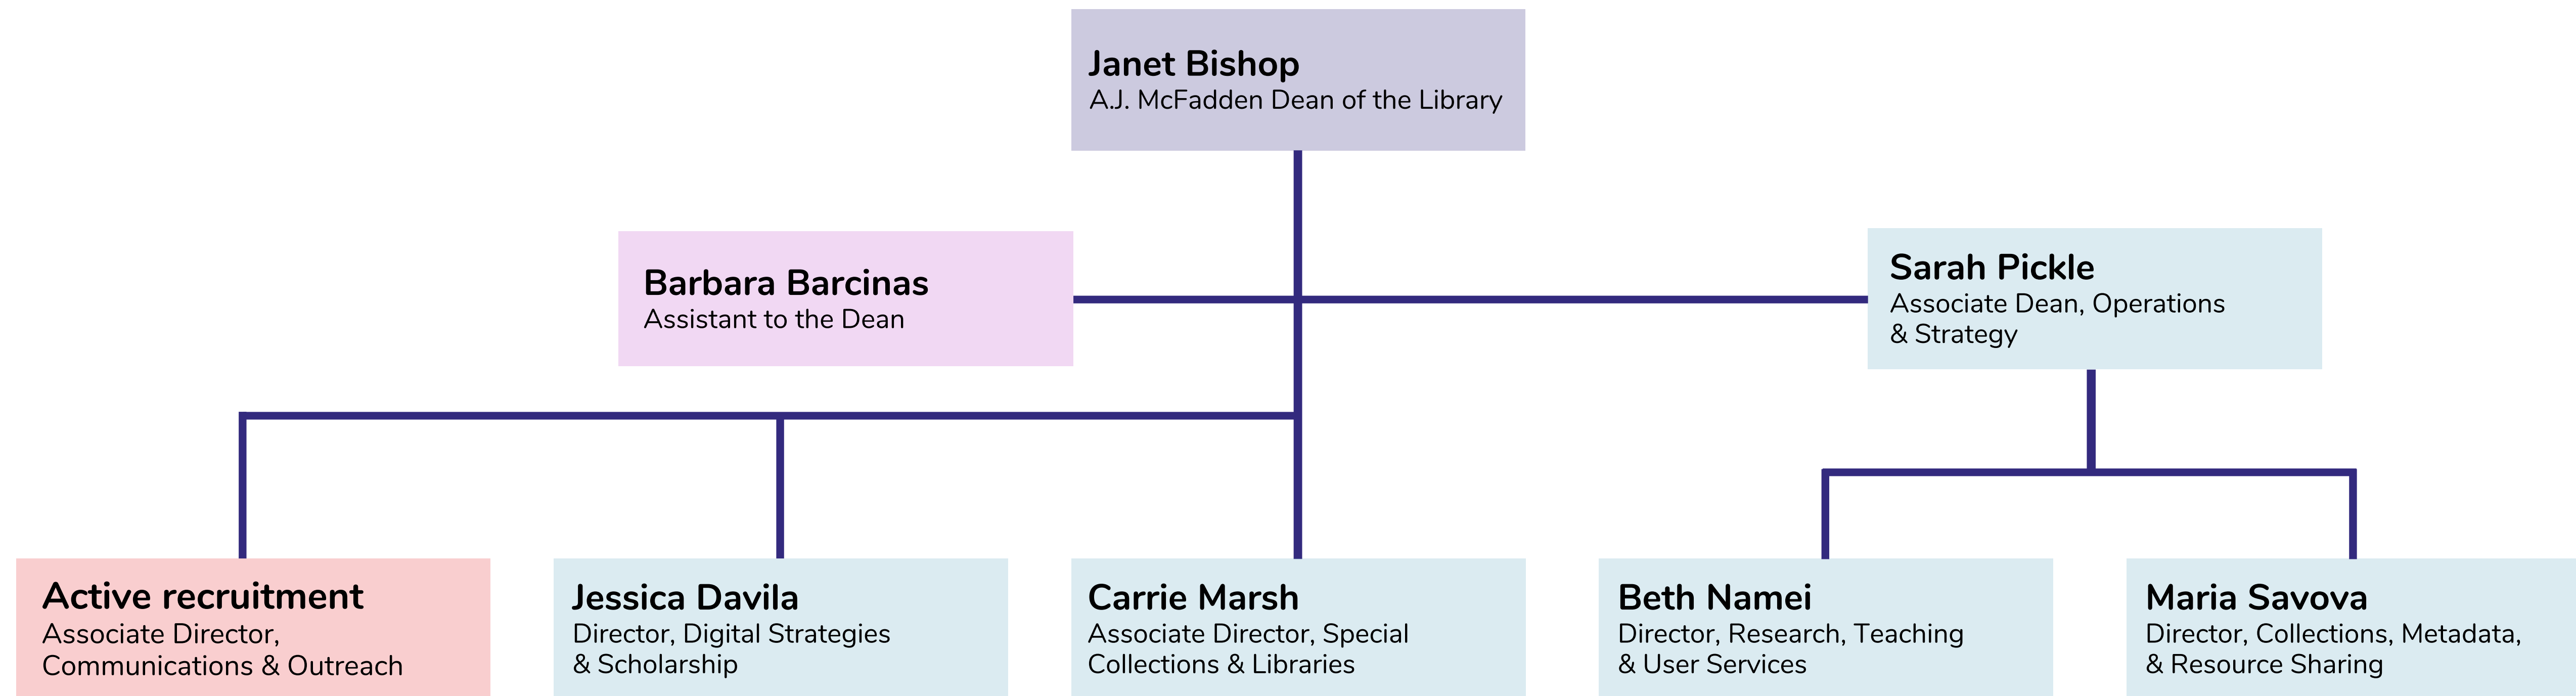 Janet Bishop
A.J. McFadden Dean of the Library
Barbara Barcinas
Assistant to the Dean
Sarah Pickle
Associate Dean, Operations
& Strategy
Active recruitment
Associate Director,
Communications & Outreach
Jessica Davila
Director, Digital Strategies
& Scholarship
Carrie Marsh
Associate Director, Special
Collections & Libraries
Beth Namei
Director, Research, Teaching
& User Services
Maria Savova
Director, Collections, Metadata,
& Resource Sharing